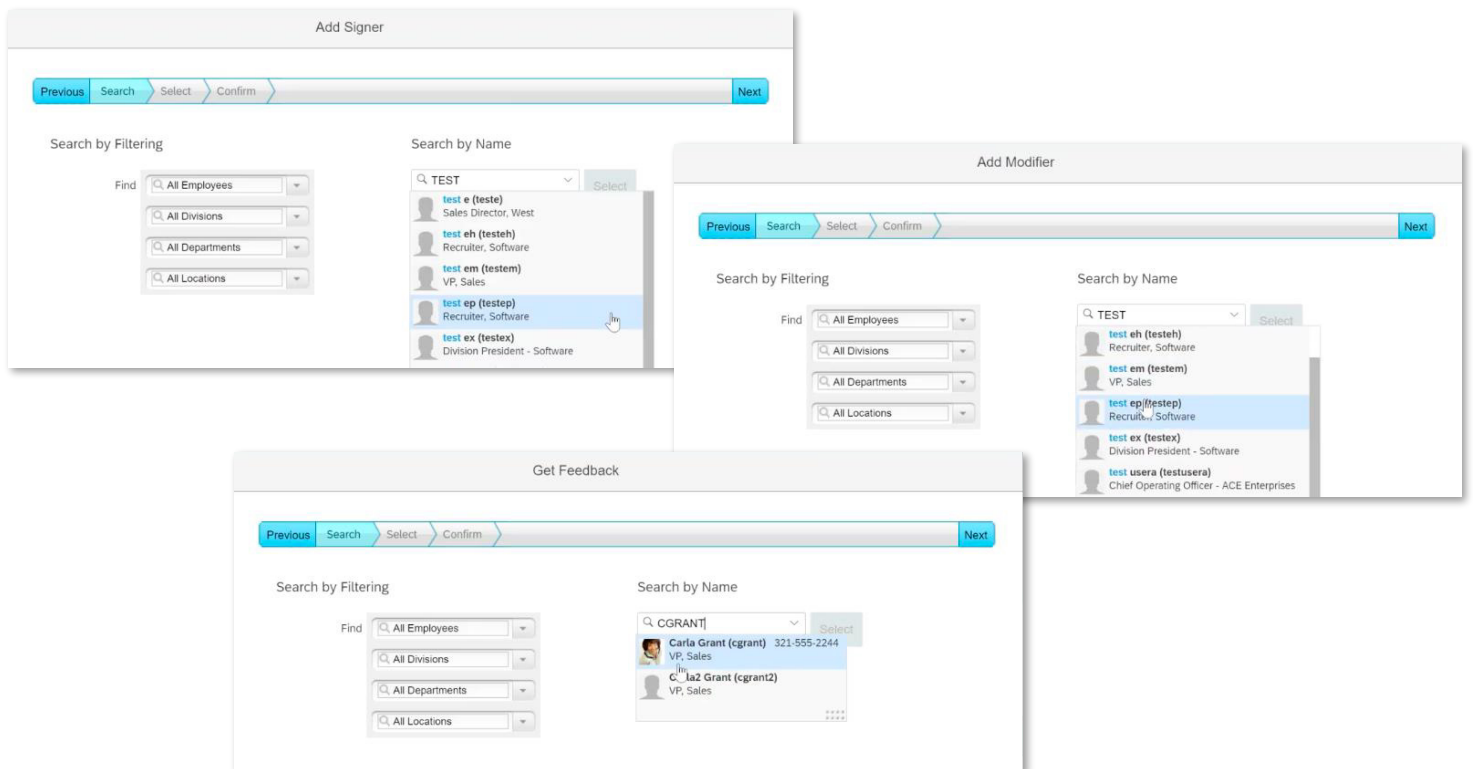 Add Signer
Previous Search Select Confirm Next
Search by Filtering
Find All Employees
All Divisions
All Departments
All Locations
Search by Name
TEST Select
test e (teste)
Sales Director, West
test eh (testeh)
Recruiter, Software
test em (testem)
VP, Sales
test ep (testep)
Recruiter, Software
test ex (testex)
Division President - Software
Add Modifier
Previous Search Select Confirm Next
Search by Filtering
Find All Employees
All Divisions
All Departments
All Locations
Search by Name
TEST Select
test eh (testeh)
Recruiter, Software
test em (testem)
VP, Sales
test ep (testep)
Recruiter, Software
test ex (testex)
Division President - Software
test usera (testusera)
Chief Operating Officer - ACE Enterprises
Get Feedback
Previous Search Select Confirm Next
Search by Filtering
Find All Employees
All Divisions
All Departments
All Locations
Search by Name
CGRANT Select
Carla Grant (cgrant) 321-555-2244
VP, Sales
Carla2 Grant (cgrant2)
VP, Sales